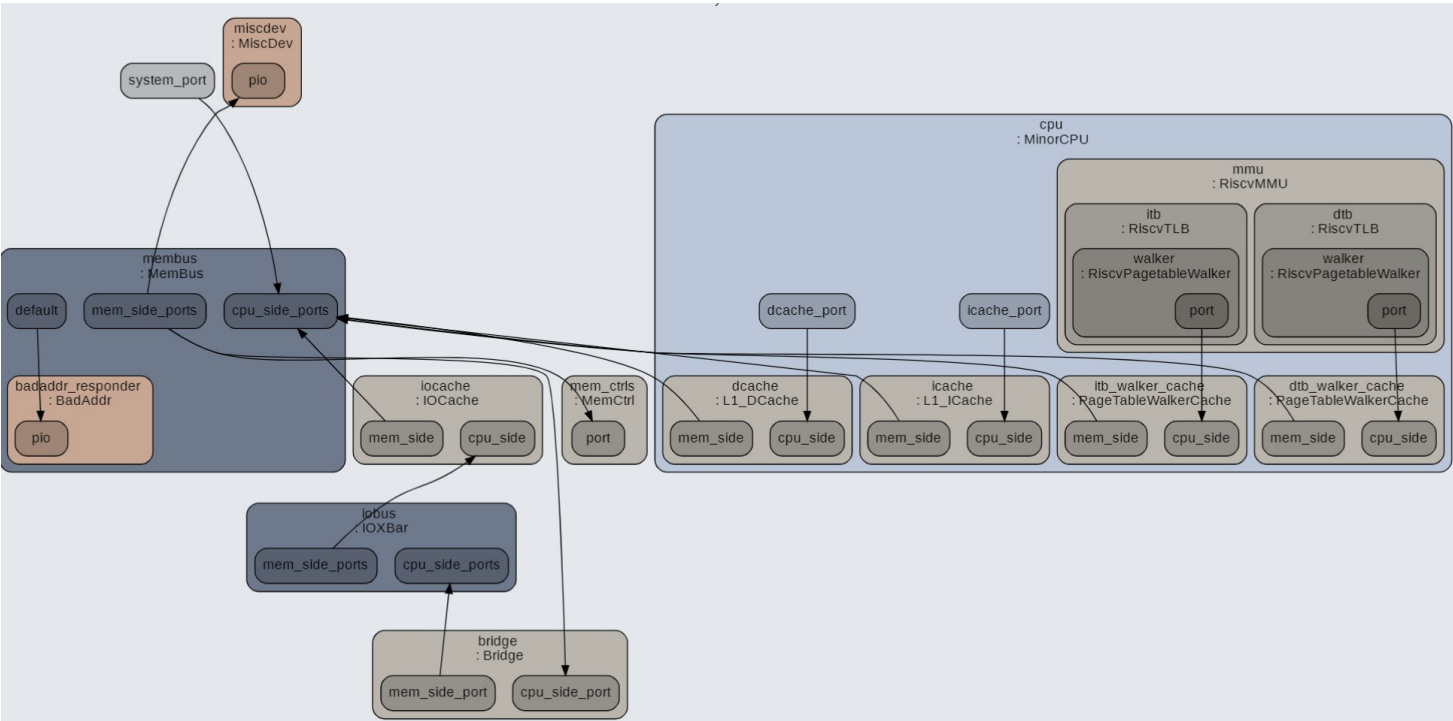 miscdev
: MiscDev
system_port
pio
cpu
: MinorCPU
mmu
: RiscvMMU
itb
: RiscvTLB
dtb
: RiscvTLB
walker
: RiscvPagetableWalker
walker
: RiscvPagetableWalker
membus
: MemBus
default
mem_side_ports
cpu_side_ports
dcache_port
icache_port
port
port
badaddr_responder
: BadAddr
pio
iocache
: IOCache
mem_side
cpu_side
mem_ctrls
: MemCtrl
port
dcache
: L1_DCache
mem_side
cpu_side
icache
: L1_ICache
mem_side
cpu_side
itb_walker_cache
: PageTableWalkerCache
mem_side
cpu_side
dtb_walker_cache
: PageTableWalkerCache
mem_side
cpu_side
iobus
: IOXBar
mem_side_ports
cpu_side_ports
bridge
: Bridge
mem_side_port
cpu_side_port